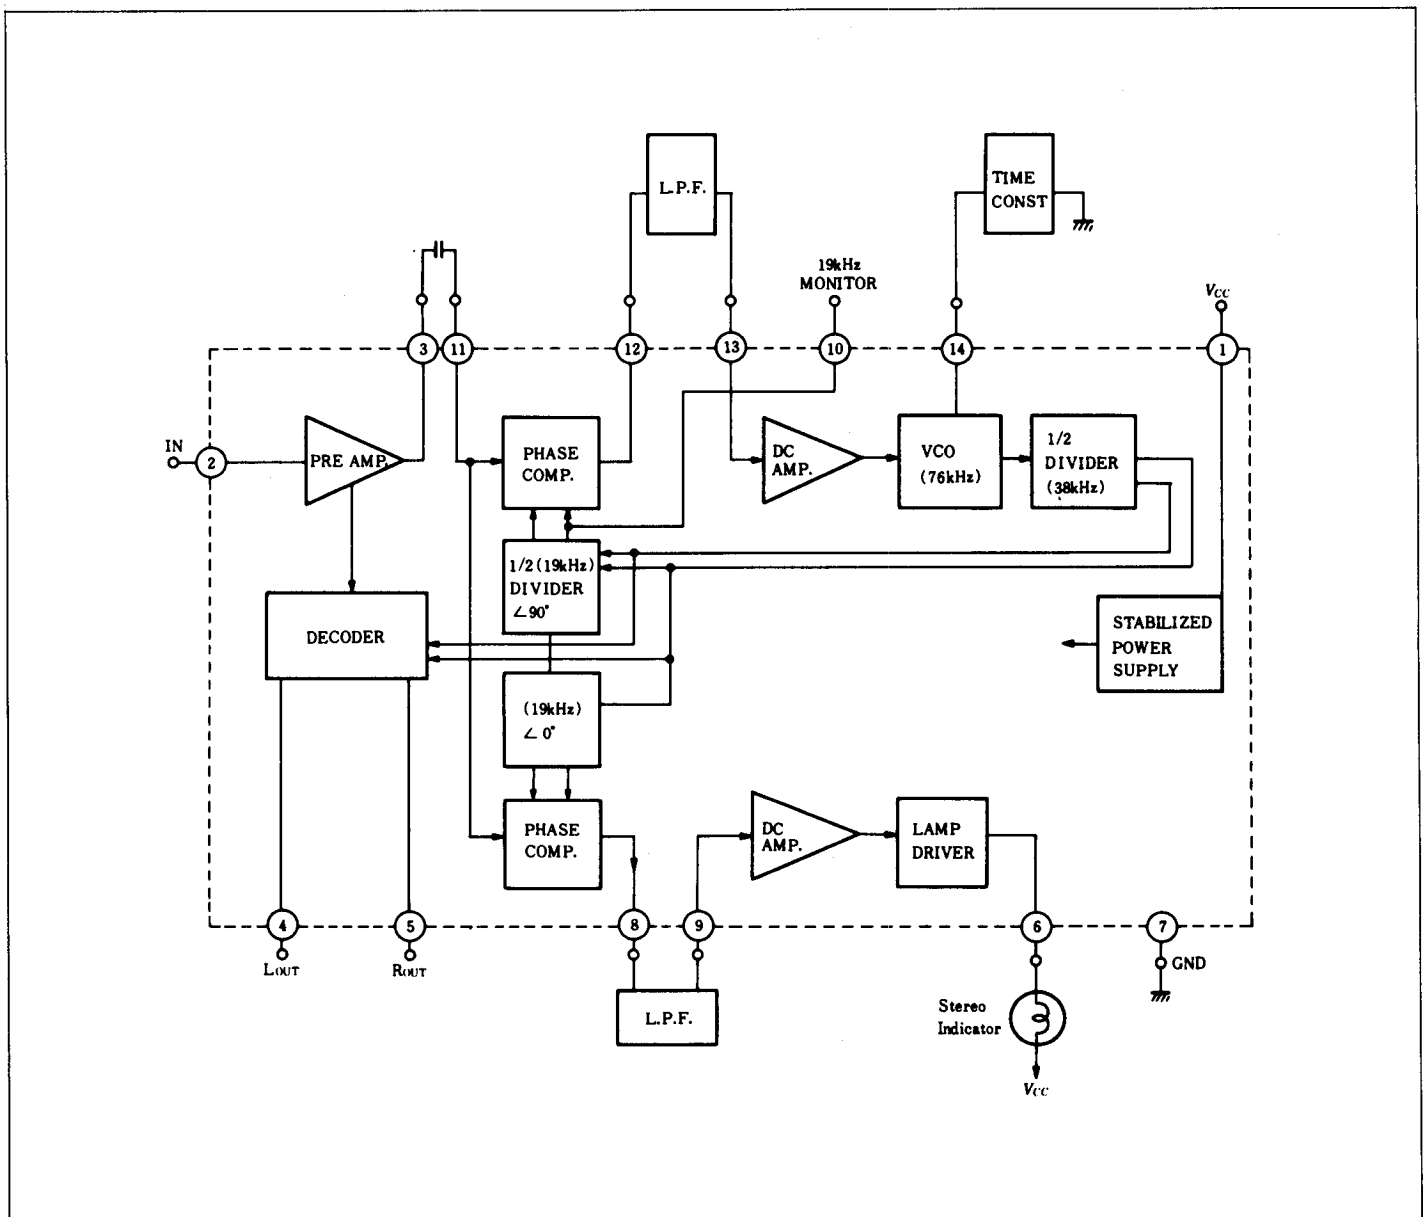 L.P.F.
TIME
CONST
19kHz
MONITOR
VCC
3
11
12
13
10
14
1
IN
2
PRE AMP.
PHASE
COMP.
DC
AMP.
VCO
(76kHz)
1/2
DIVIDER
(38kHz)
1/2(19kHz)
DIVIDER
∠90°
DECODER
STABILIZED
POWER
SUPPLY
(19kHz)
∠ 0°
PHASE
COMP.
DC
AMP.
LAMP
DRIVER
4
5
8
9
6
7
LOUT
ROUT
GND
L.P.F.
Stereo
Indicator
VCC